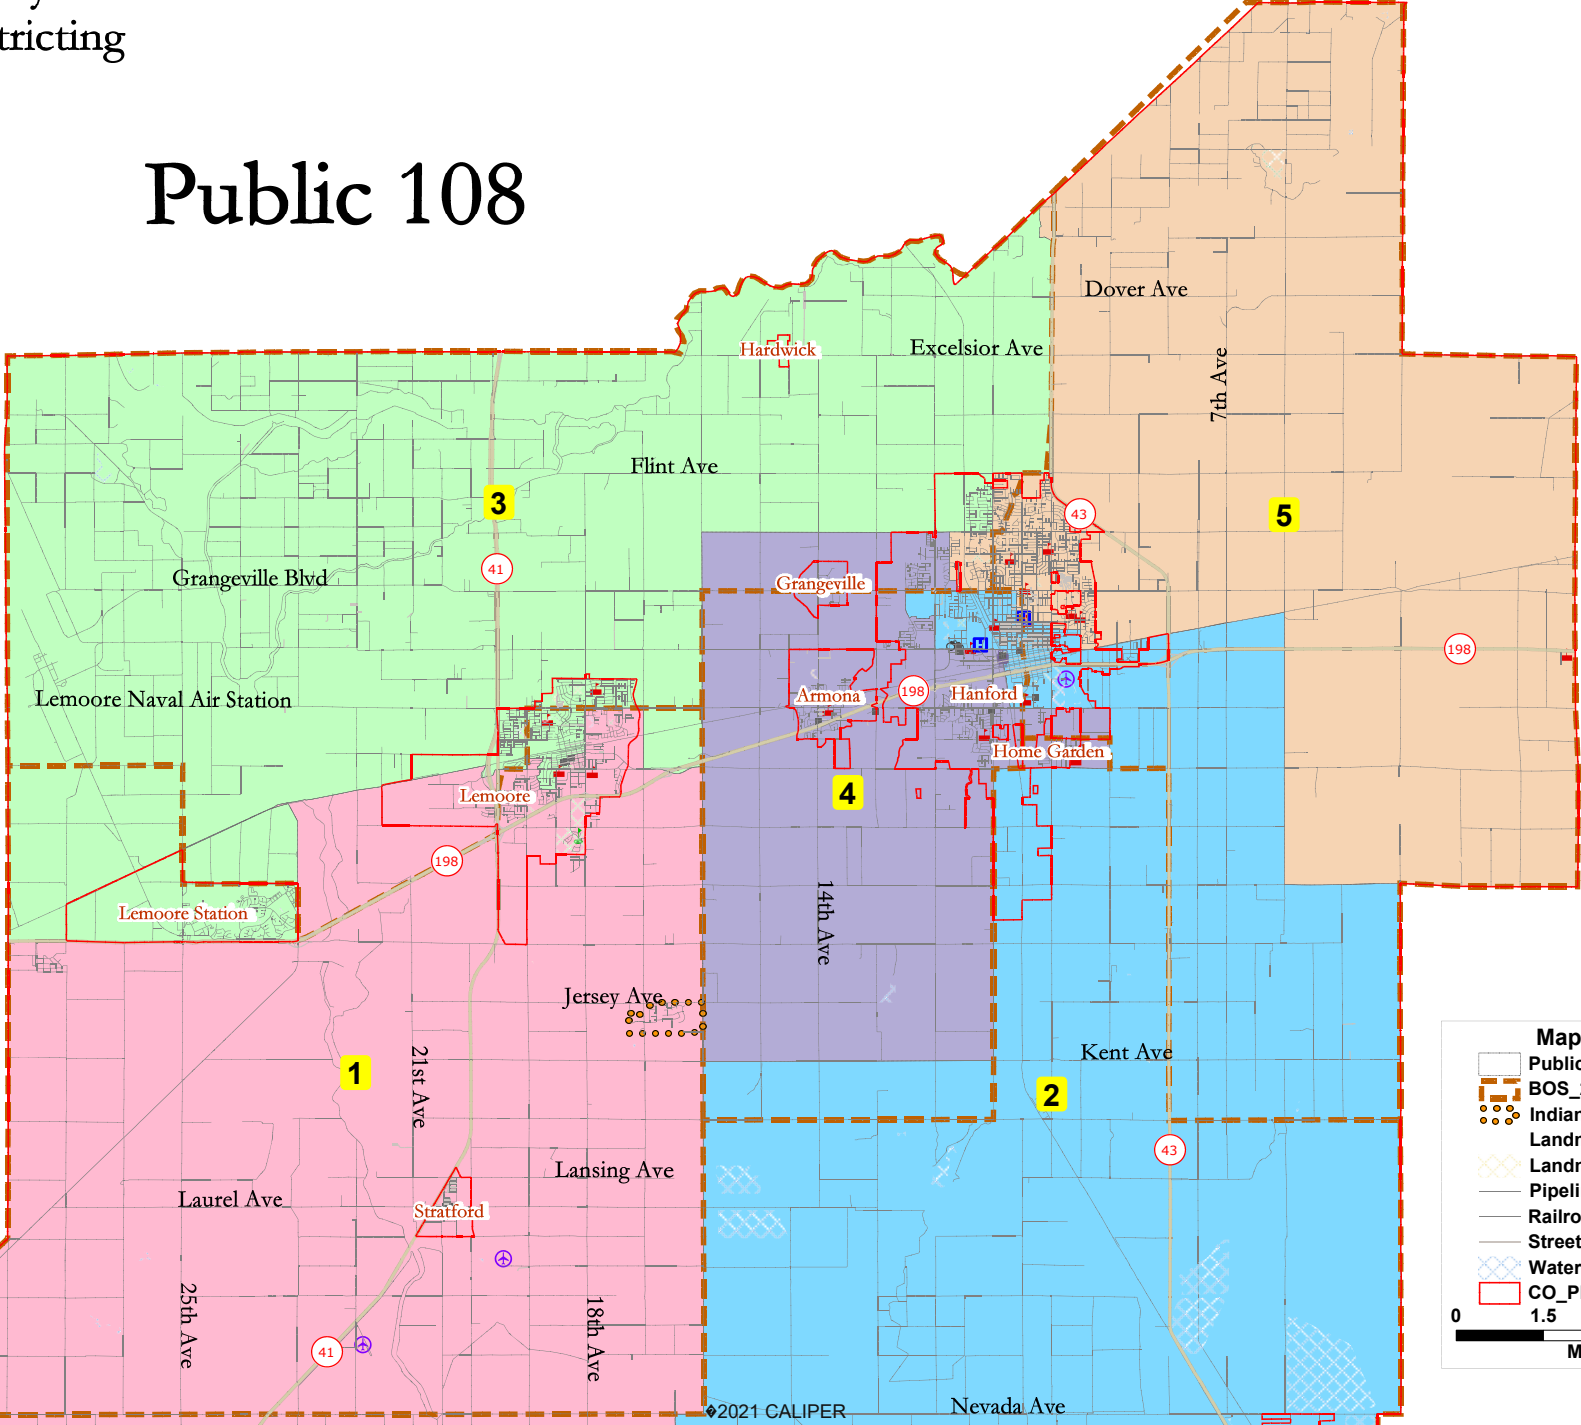 tricting
Public 108
Dover Ave
Hardwick
Excelsior Ave
7th Ave
Flint Ave
3
43
5
41
Grangeville Blvd
Grangeville
198
Lemoore Naval Air Station
Armona
198
Hanford
Home Garden
Lemoore
4
198
Lemoore Station
14th Ave
Jersey Ave
1
21st Ave
Kent Ave
2
43
Lansing Ave
Laurel Ave
Stratford
25th Ave
18th Ave
41
Nevada Ave
�2021 CALIPER
Map
Public
BOS_
Indian
Landm
Landm
Pipeli
Railro
Street
Water
CO_P
0 1.5
M